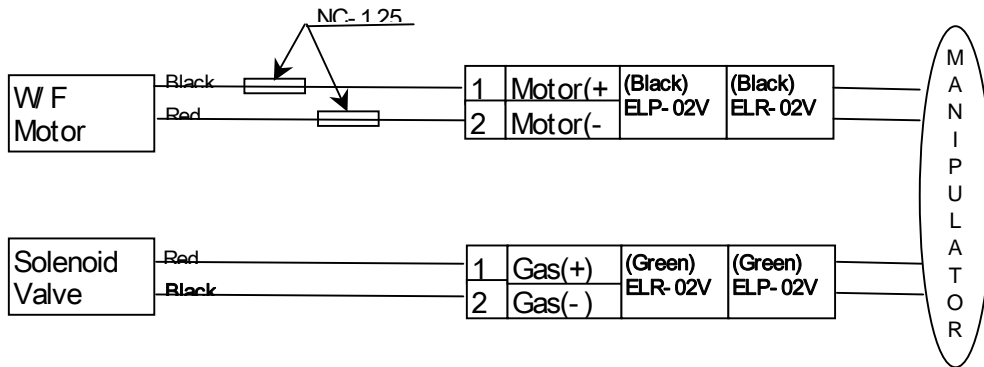 NC-1.25
W/F
Motor
Black
Red
1 Motor(+ (Black) (Black)
ELP-02V ELR-02V
2 Motor(-
Solenoid
Valve
Red
Black
1 Gas(+) (Green) (Green)
ELR-02V ELP-02V
2 Gas(-)
MANIPULATOR